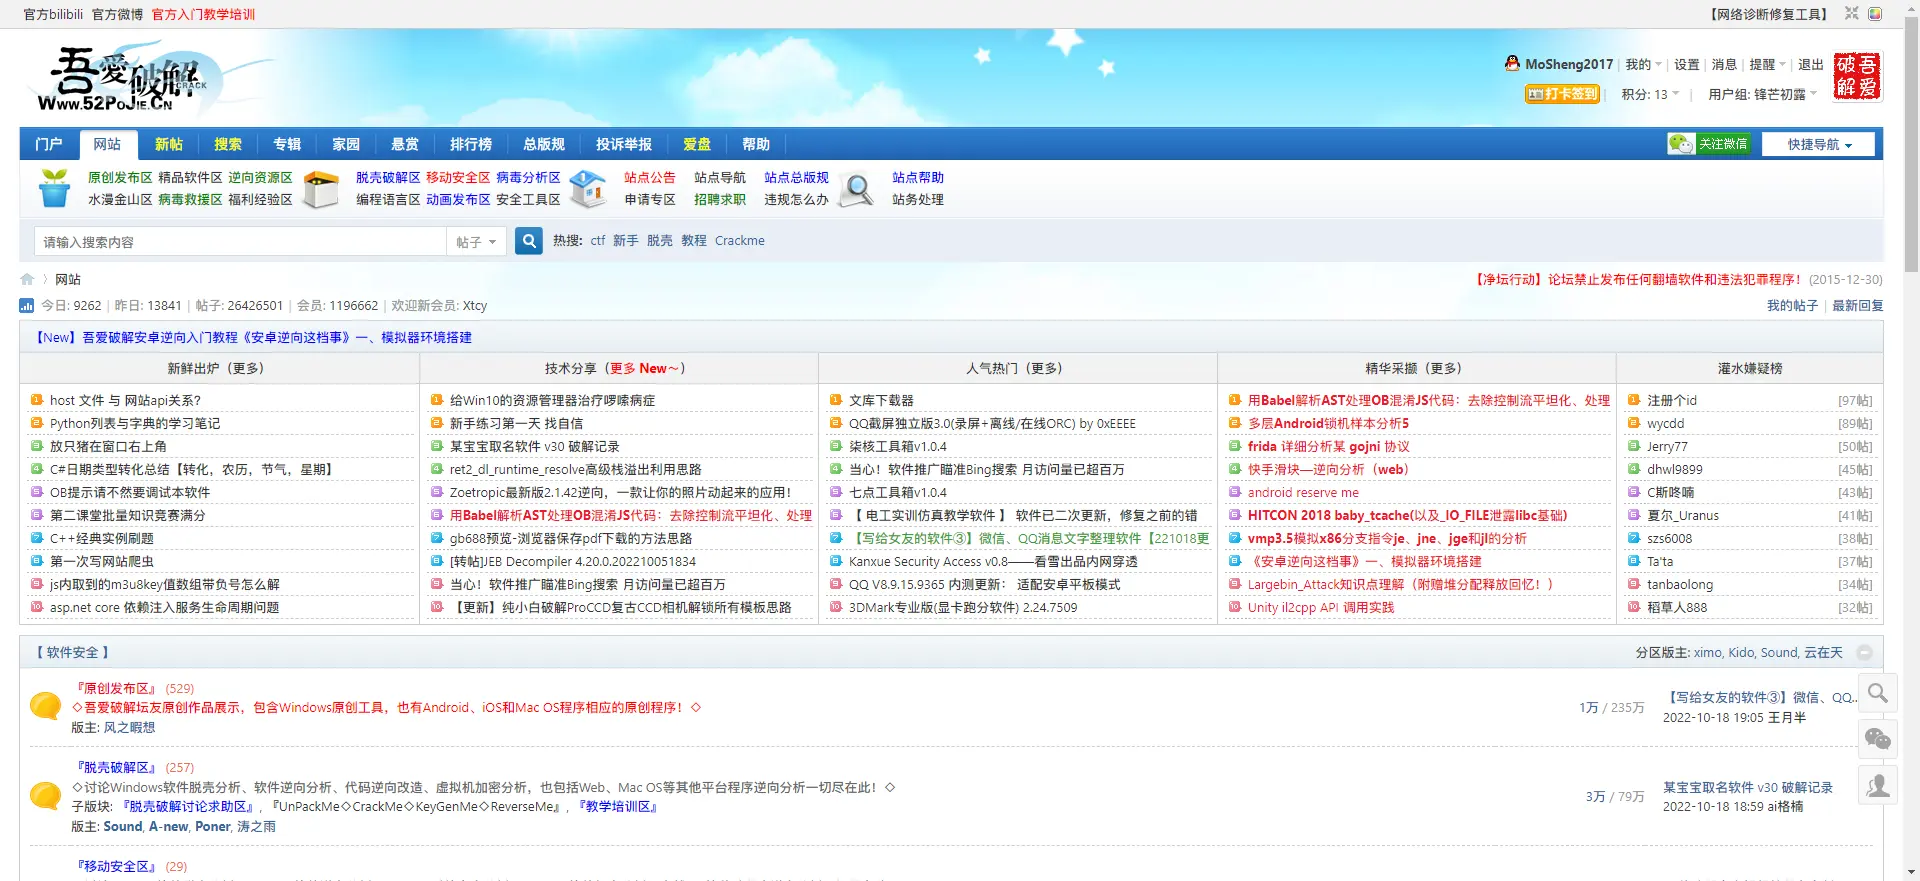 官方bilibili 官方微博 官方入门教学培训 【网络诊断修复工具】
吾爱破解 CRACK
Www.52PoJie.Cn
MoSheng2017 | 我的 | 设置 | 消息 | 提醒 | 退出
打卡签到 | 积分: 13 | 用户组: 锋芒初露
吾爱破解
门户 网站 新帖 搜索 专辑 家园 悬赏 排行榜 总版规 投诉举报 爱盘 帮助 关注微信 快捷导航
原创发布区 精品软件区 逆向资源区 脱壳破解区 移动安全区 病毒分析区 站点公告 站点导航 站点总版规 站点帮助
水漫金山区 病毒救援区 福利经验区 编程语言区 动画发布区 安全工具区 申请专区 招聘求职 违规怎么办 站务处理
请输入搜索内容 帖子 热搜: ctf 新手 脱壳 教程 Crackme
网站 【净坛行动】论坛禁止发布任何翻墙软件和违法犯罪程序! (2015-12-30)
今日: 9262 | 昨日: 13841 | 帖子: 26426501 | 会员: 1196662 | 欢迎新会员: Xtcy 我的帖子 | 最新回复
【New】吾爱破解安卓逆向入门教程《安卓逆向这档事》一、模拟器环境搭建
新鲜出炉（更多）
1 host 文件 与 网站api关系?
2 Python列表与字典的学习笔记
3 放只猪在窗口右上角
4 C#日期类型转化总结【转化，农历，节气，星期】
5 OB提示请不然要调试本软件
6 第二课堂批量知识竞赛满分
7 C++经典实例刷题
8 第一次写网站爬虫
9 js内取到的m3u8key值数组带负号怎么解
10 asp.net core 依赖注入服务生命周期问题
技术分享（更多 New～）
1 给Win10的资源管理器治疗啰嗦病症
2 新手练习第一天 找自信
3 某宝宝取名软件 v30 破解记录
4 ret2_dl_runtime_resolve高级栈溢出利用思路
5 Zoetropic最新版2.1.42逆向，一款让你的照片动起来的应用!
6 用Babel解析AST处理OB混淆JS代码：去除控制流平坦化、处理
7 gb688预览-浏览器保存pdf下载的方法思路
8 [转帖]JEB Decompiler 4.20.0.202210051834
9 当心！软件推广瞄准Bing搜索 月访问量已超百万
10 【更新】纯小白破解ProCCD复古CCD相机解锁所有模板思路
人气热门（更多）
1 文库下载器
2 QQ截屏独立版3.0(录屏+离线/在线ORC) by 0xEEEE
3 柒核工具箱v1.0.4
4 当心！软件推广瞄准Bing搜索 月访问量已超百万
5 七点工具箱v1.0.4
6 【 电工实训仿真教学软件 】 软件已二次更新，修复之前的错
7 【写给女友的软件③】微信、QQ消息文字整理软件【221018更
8 Kanxue Security Access v0.8——看雪出品内网穿透
9 QQ V8.9.15.9365 内测更新： 适配安卓平板模式
10 3DMark专业版(显卡跑分软件) 2.24.7509
精华采撷（更多）
1 用Babel解析AST处理OB混淆JS代码：去除控制流平坦化、处理
2 多层Android锁机样本分析5
3 frida 详细分析某 gojni 协议
4 快手滑块—逆向分析（web）
5 android reserve me
6 HITCON 2018 baby_tcache(以及_IO_FILE泄露libc基础)
7 vmp3.5模拟x86分支指令je、jne、jge和jl的分析
8 《安卓逆向这档事》一、模拟器环境搭建
9 Largebin_Attack知识点理解（附赠堆分配释放回忆！）
10 Unity il2cpp API 调用实践
灌水嫌疑榜
1 注册个id [97帖]
2 wycdd [89帖]
3 Jerry77 [50帖]
4 dhwl9899 [45帖]
5 C斯咚喃 [43帖]
6 夏尔_Uranus [41帖]
7 szs6008 [38帖]
8 Ta'ta [37帖]
9 tanbaolong [34帖]
10 稻草人888 [32帖]
【 软件安全 】 分区版主: ximo, Kido, Sound, 云在天
『原创发布区』 (529)
◇吾爱破解坛友原创作品展示，包含Windows原创工具，也有Android、iOS和Mac OS程序相应的原创程序！◇
版主: 风之暇想
1万 / 235万
【写给女友的软件③】微信、QQ..
2022-10-18 19:05 王月半
『脱壳破解区』 (257)
◇讨论Windows软件脱壳分析、软件逆向分析、代码逆向改造、虚拟机加密分析，也包括Web、Mac OS等其他平台程序逆向分析一切尽在此！◇
子版块: 『脱壳破解讨论求助区』, 『UnPackMe◇CrackMe◇KeyGenMe◇ReverseMe』, 『教学培训区』
版主: Sound, A-new, Poner, 涛之雨
3万 / 79万
某宝宝取名软件 v30 破解记录
2022-10-18 18:59 ai格楠
『移动安全区』 (29)